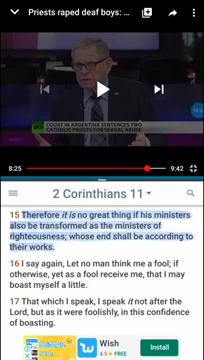 Priests raped deaf boys:
RT
COURT IN ARGENTINA SENTENCES TWO
CATHOLIC PRIESTS FOR SEXUAL ABUSE
8:25
9:42
2 Corinthians 11
15 Therefore it is no great thing if his ministers
also be transformed as the ministers of
righteousness; whose end shall be according to
their works.
16 I say again, Let no man think me a fool; if
otherwise, yet as a fool receive me, that I may
boast myself a little.
17 That which I speak, I speak it not after the
Lord, but as it were foolishly, in this confidence
of boasting.
Wish
4.5 ★ FREE
Install